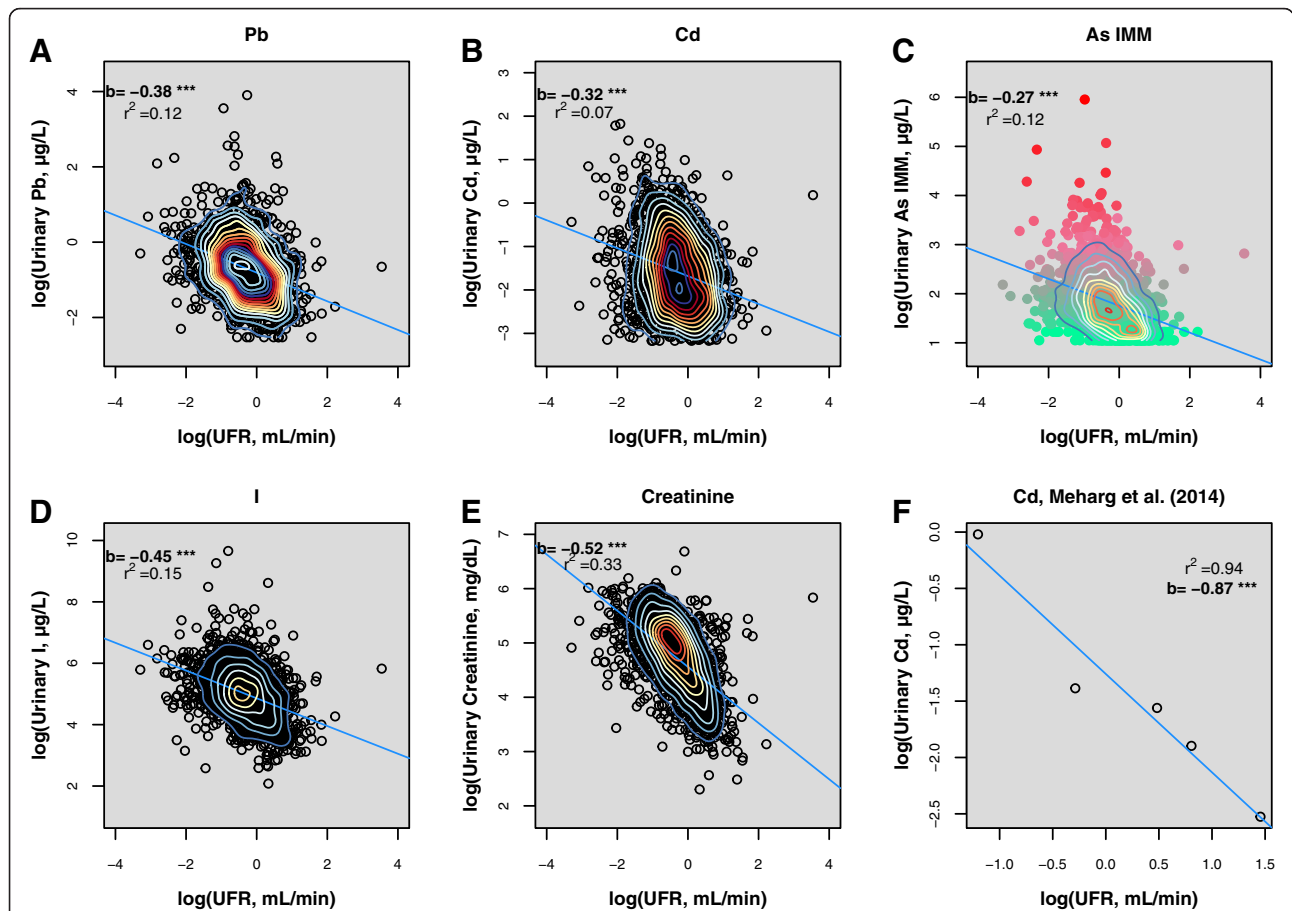 A
Pb
b= −0.38 ***
r2 =0.12
log(Urinary Pb, µg/L)
4
2
0
−2
−4
−2
0
2
4
log(UFR, mL/min)
B
Cd
b= −0.32 ***
r2 =0.07
log(Urinary Cd, µg/L)
3
2
1
0
−1
−2
−3
−4
−2
0
2
4
log(UFR, mL/min)
C
As IMM
b= −0.27 ***
r2 =0.12
log(Urinary As IMM, µg/L)
6
5
4
3
2
1
−4
−2
0
2
4
log(UFR, mL/min)
D
I
b= −0.45 ***
r2 =0.15
log(Urinary I, µg/L)
10
8
6
4
2
−4
−2
0
2
4
log(UFR, mL/min)
E
Creatinine
b= −0.52 ***
r2 =0.33
log(Urinary Creatinine, mg/dL)
7
6
5
4
3
2
−4
−2
0
2
4
log(UFR, mL/min)
F
Cd, Meharg et al. (2014)
r2 =0.94
b= −0.87 ***
log(Urinary Cd, µg/L)
0.0
−0.5
−1.0
−1.5
−2.0
−2.5
−1.0
−0.5
0.0
0.5
1.0
1.5
log(UFR, mL/min)